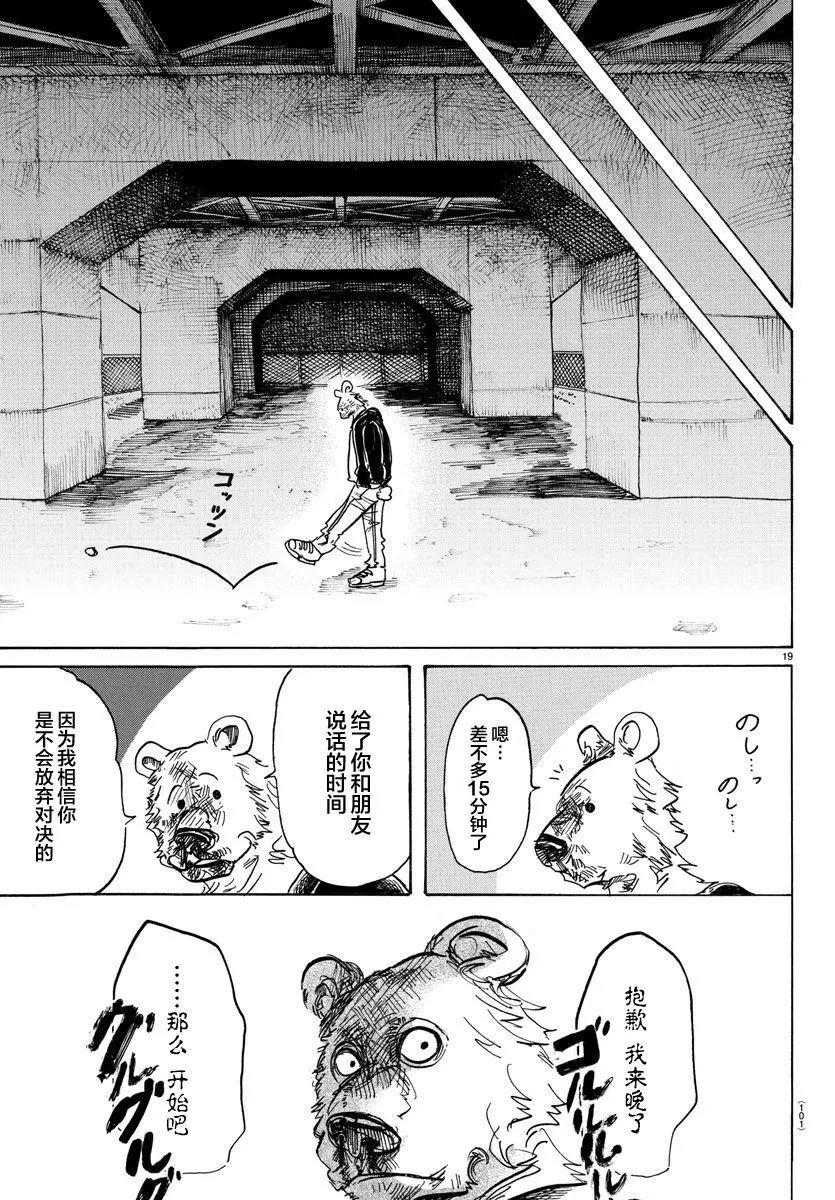 コッツン
19
のし…っ
のし…
嗯…
差不多15分钟了
给了你和朋友
说话的时间
因为我相信你
是不会放弃对决的
抱歉 我来晚了
ゴルルルル
……
那么 开始吧
グルルルルグ
(101)